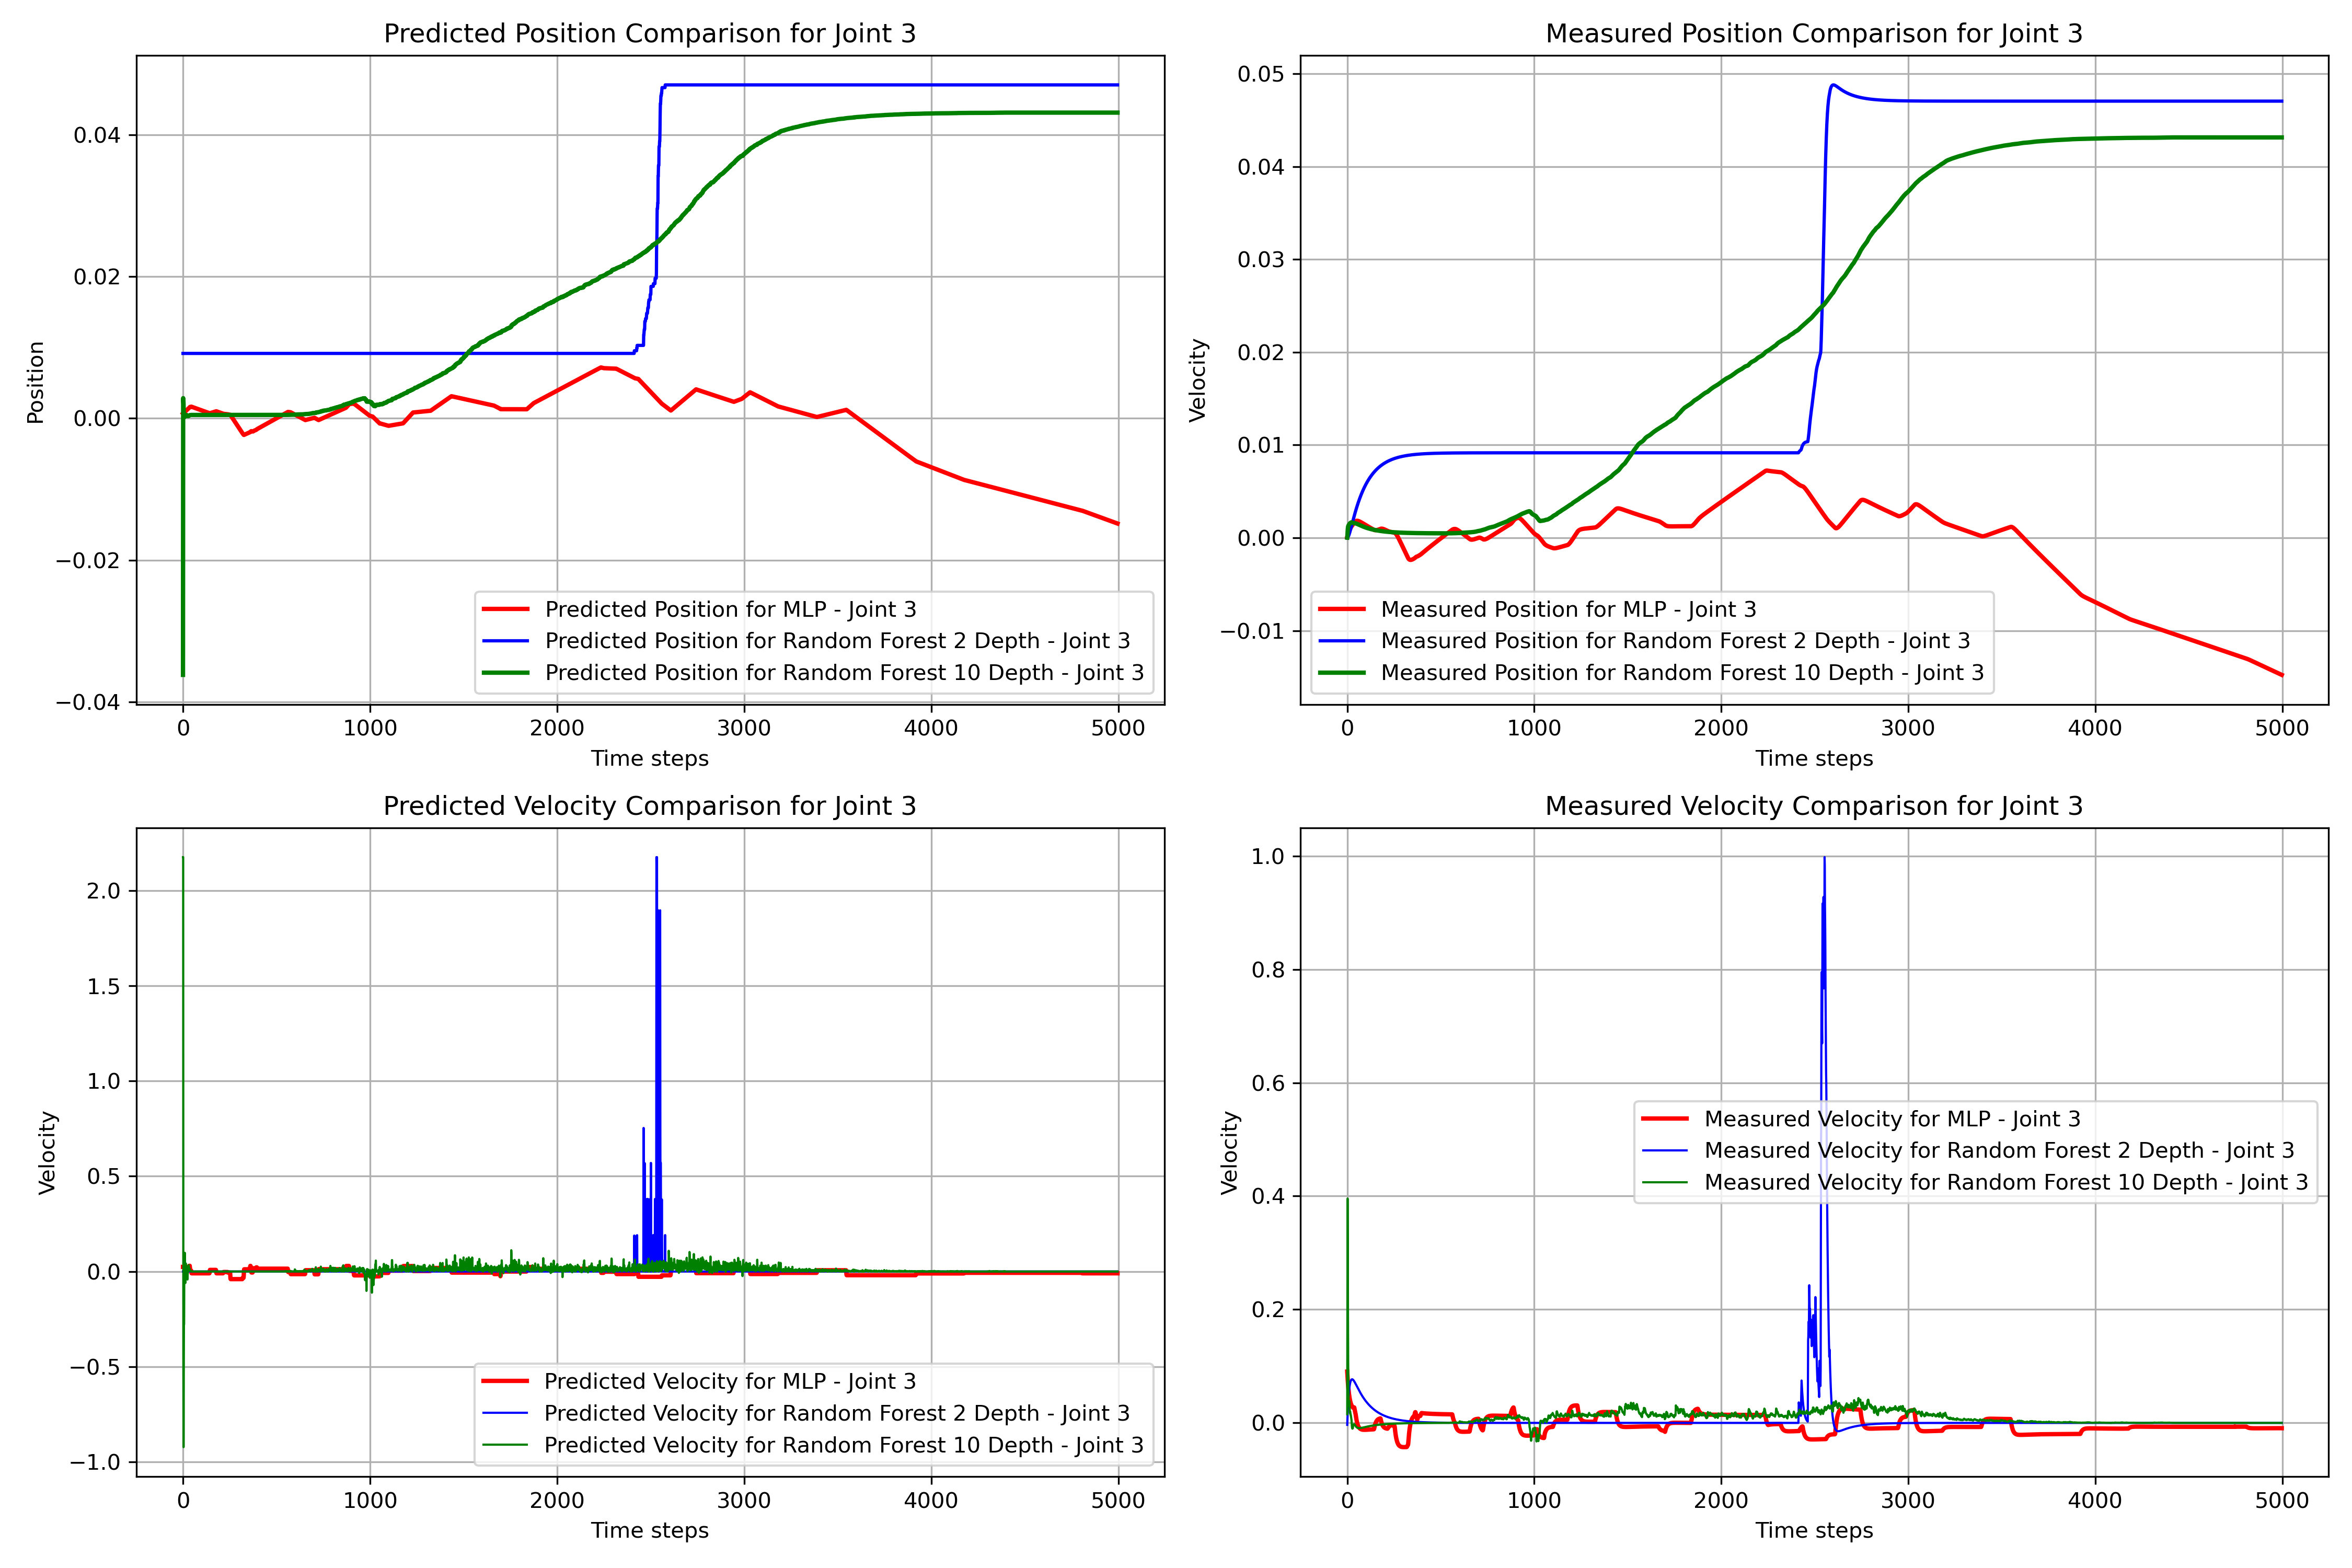 Predicted Position Comparison for Joint 3
Position
0.04
0.02
0.00
−0.02
−0.04
0
1000
2000
3000
4000
5000
Time steps
Predicted Position for MLP - Joint 3
Predicted Position for Random Forest 2 Depth - Joint 3
Predicted Position for Random Forest 10 Depth - Joint 3
Measured Position Comparison for Joint 3
Velocity
0.05
0.04
0.03
0.02
0.01
0.00
−0.01
0
1000
2000
3000
4000
5000
Time steps
Measured Position for MLP - Joint 3
Measured Position for Random Forest 2 Depth - Joint 3
Measured Position for Random Forest 10 Depth - Joint 3
Predicted Velocity Comparison for Joint 3
Velocity
2.0
1.5
1.0
0.5
0.0
−0.5
−1.0
0
1000
2000
3000
4000
5000
Time steps
Predicted Velocity for MLP - Joint 3
Predicted Velocity for Random Forest 2 Depth - Joint 3
Predicted Velocity for Random Forest 10 Depth - Joint 3
Measured Velocity Comparison for Joint 3
Velocity
1.0
0.8
0.6
0.4
0.2
0.0
0
1000
2000
3000
4000
5000
Time steps
Measured Velocity for MLP - Joint 3
Measured Velocity for Random Forest 2 Depth - Joint 3
Measured Velocity for Random Forest 10 Depth - Joint 3